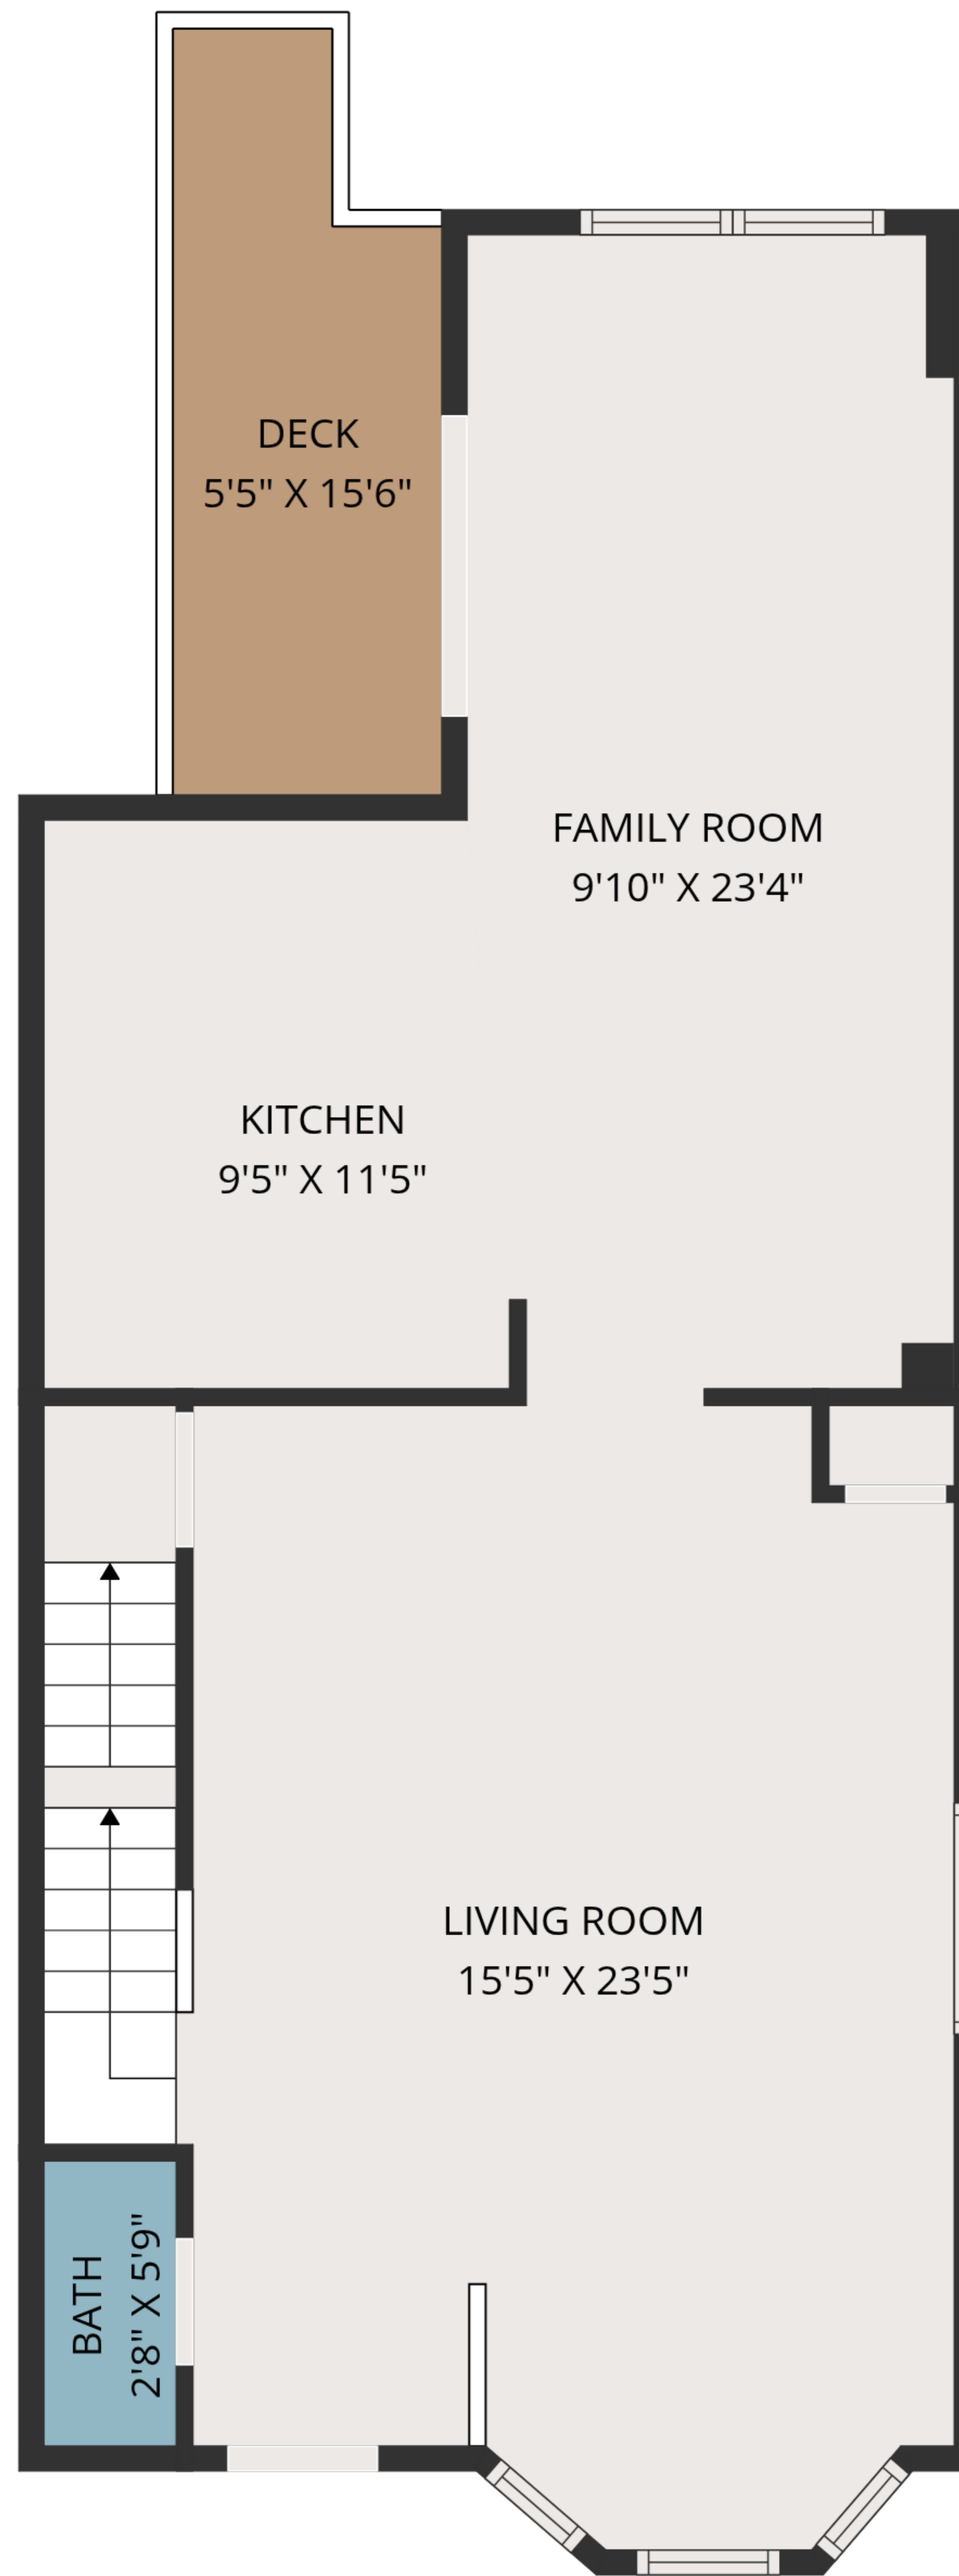 DECK
5'5" X 15'6"
FAMILY ROOM
9'10" X 23'4"
KITCHEN
9'5" X 11'5"
LIVING ROOM
15'5" X 23'5"
BATH
2'8" X 5'9"